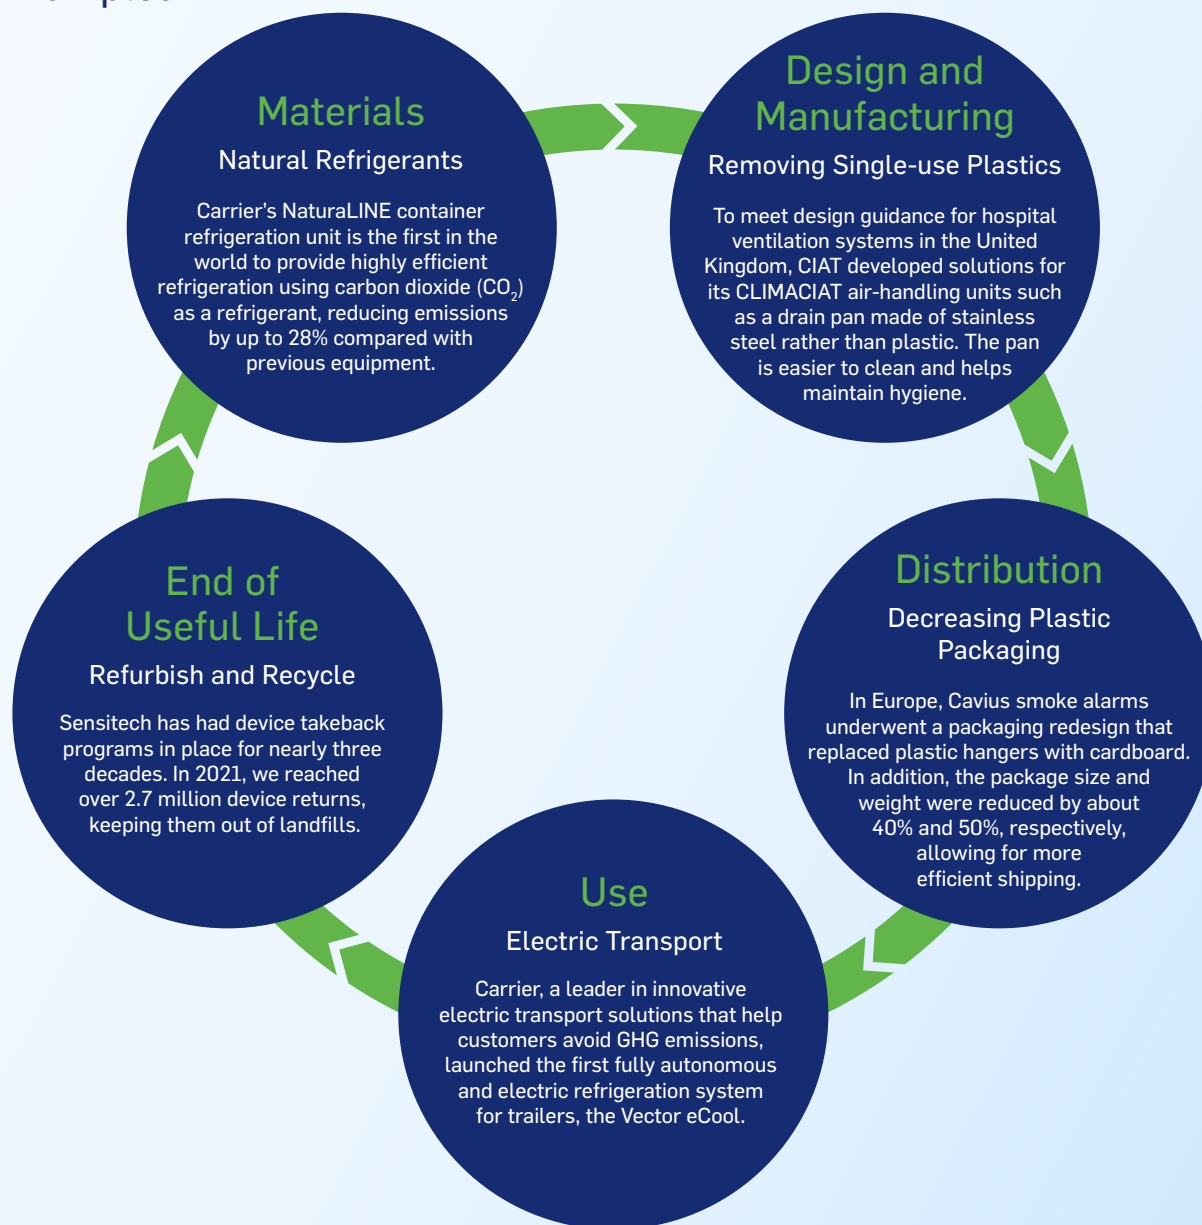 Materials
Natural Refrigerants
Carrier’s NaturaLINE container
refrigeration unit is the first in the
world to provide highly efficient
refrigeration using carbon dioxide (CO₂)
as a refrigerant, reducing emissions
by up to 28% compared with
previous equipment.
Design and
Manufacturing
Removing Single-use Plastics
To meet design guidance for hospital
ventilation systems in the United
Kingdom, CIAT developed solutions for
its CLIMACIAT air-handling units such
as a drain pan made of stainless
steel rather than plastic. The pan
is easier to clean and helps
maintain hygiene.
Distribution
Decreasing Plastic
Packaging
In Europe, Cavius smoke alarms
underwent a packaging redesign that
replaced plastic hangers with cardboard.
In addition, the package size and
weight were reduced by about
40% and 50%, respectively,
allowing for more
efficient shipping.
Use
Electric Transport
Carrier, a leader in innovative
electric transport solutions that help
customers avoid GHG emissions,
launched the first fully autonomous
and electric refrigeration system
for trailers, the Vector eCool.
End of
Useful Life
Refurbish and Recycle
Sensitech has had device takeback
programs in place for nearly three
decades. In 2021, we reached
over 2.7 million device returns,
keeping them out of landfills.